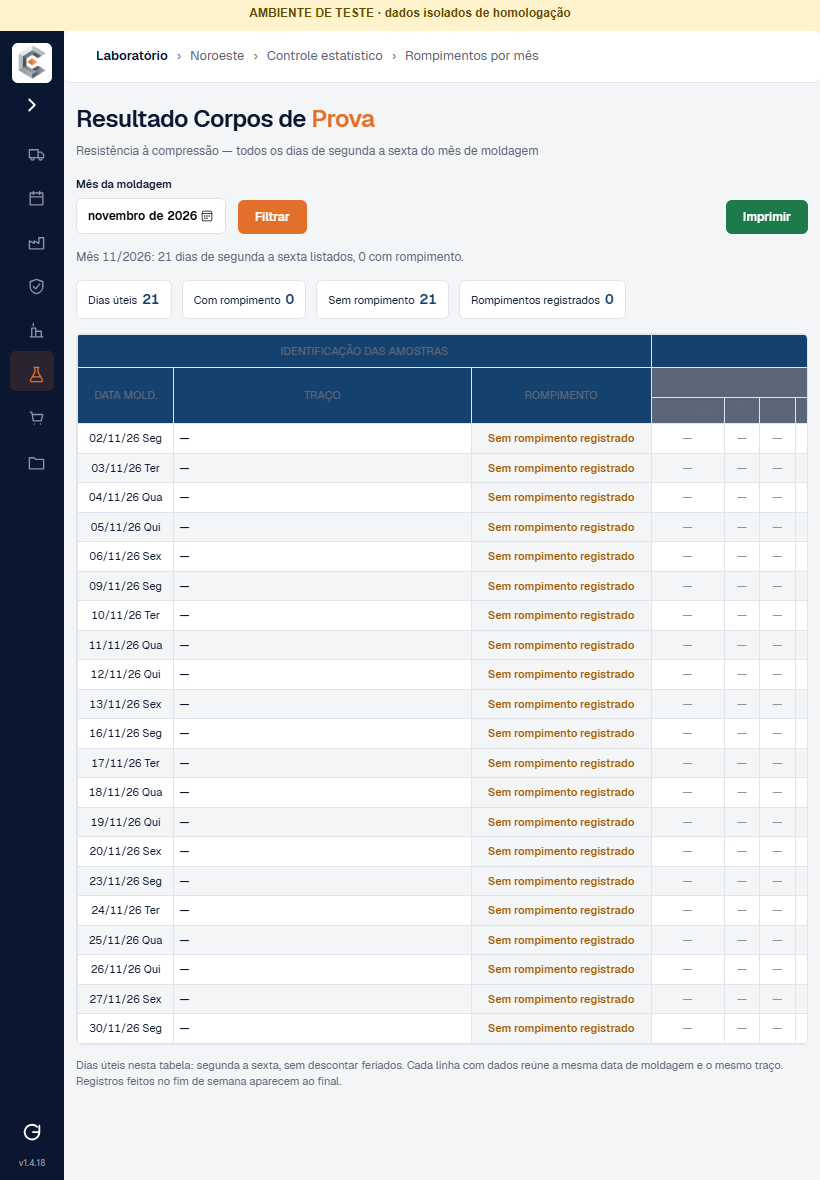 AMBIENTE DE TESTE · dados isolados de homologação
Laboratório › Noroeste › Controle estatístico › Rompimentos por mês
Resultado Corpos de Prova
Resistência à compressão — todos os dias de segunda a sexta do mês de moldagem
Mês da moldagem
novembro de 2026
Filtrar
Imprimir
Mês 11/2026: 21 dias de segunda a sexta listados, 0 com rompimento.
Dias úteis 21
Com rompimento 0
Sem rompimento 21
Rompimentos registrados 0
IDENTIFICAÇÃO DAS AMOSTRAS
DATA MOLD. TRAÇO ROMPIMENTO
02/11/26 Seg — Sem rompimento registrado — — —
03/11/26 Ter — Sem rompimento registrado — — —
04/11/26 Qua — Sem rompimento registrado — — —
05/11/26 Qui — Sem rompimento registrado — — —
06/11/26 Sex — Sem rompimento registrado — — —
09/11/26 Seg — Sem rompimento registrado — — —
10/11/26 Ter — Sem rompimento registrado — — —
11/11/26 Qua — Sem rompimento registrado — — —
12/11/26 Qui — Sem rompimento registrado — — —
13/11/26 Sex — Sem rompimento registrado — — —
16/11/26 Seg — Sem rompimento registrado — — —
17/11/26 Ter — Sem rompimento registrado — — —
18/11/26 Qua — Sem rompimento registrado — — —
19/11/26 Qui — Sem rompimento registrado — — —
20/11/26 Sex — Sem rompimento registrado — — —
23/11/26 Seg — Sem rompimento registrado — — —
24/11/26 Ter — Sem rompimento registrado — — —
25/11/26 Qua — Sem rompimento registrado — — —
26/11/26 Qui — Sem rompimento registrado — — —
27/11/26 Sex — Sem rompimento registrado — — —
30/11/26 Seg — Sem rompimento registrado — — —
Dias úteis nesta tabela: segunda a sexta, sem descontar feriados. Cada linha com dados reúne a mesma data de moldagem e o mesmo traço.
Registros feitos no fim de semana aparecem ao final.
v1.4.18